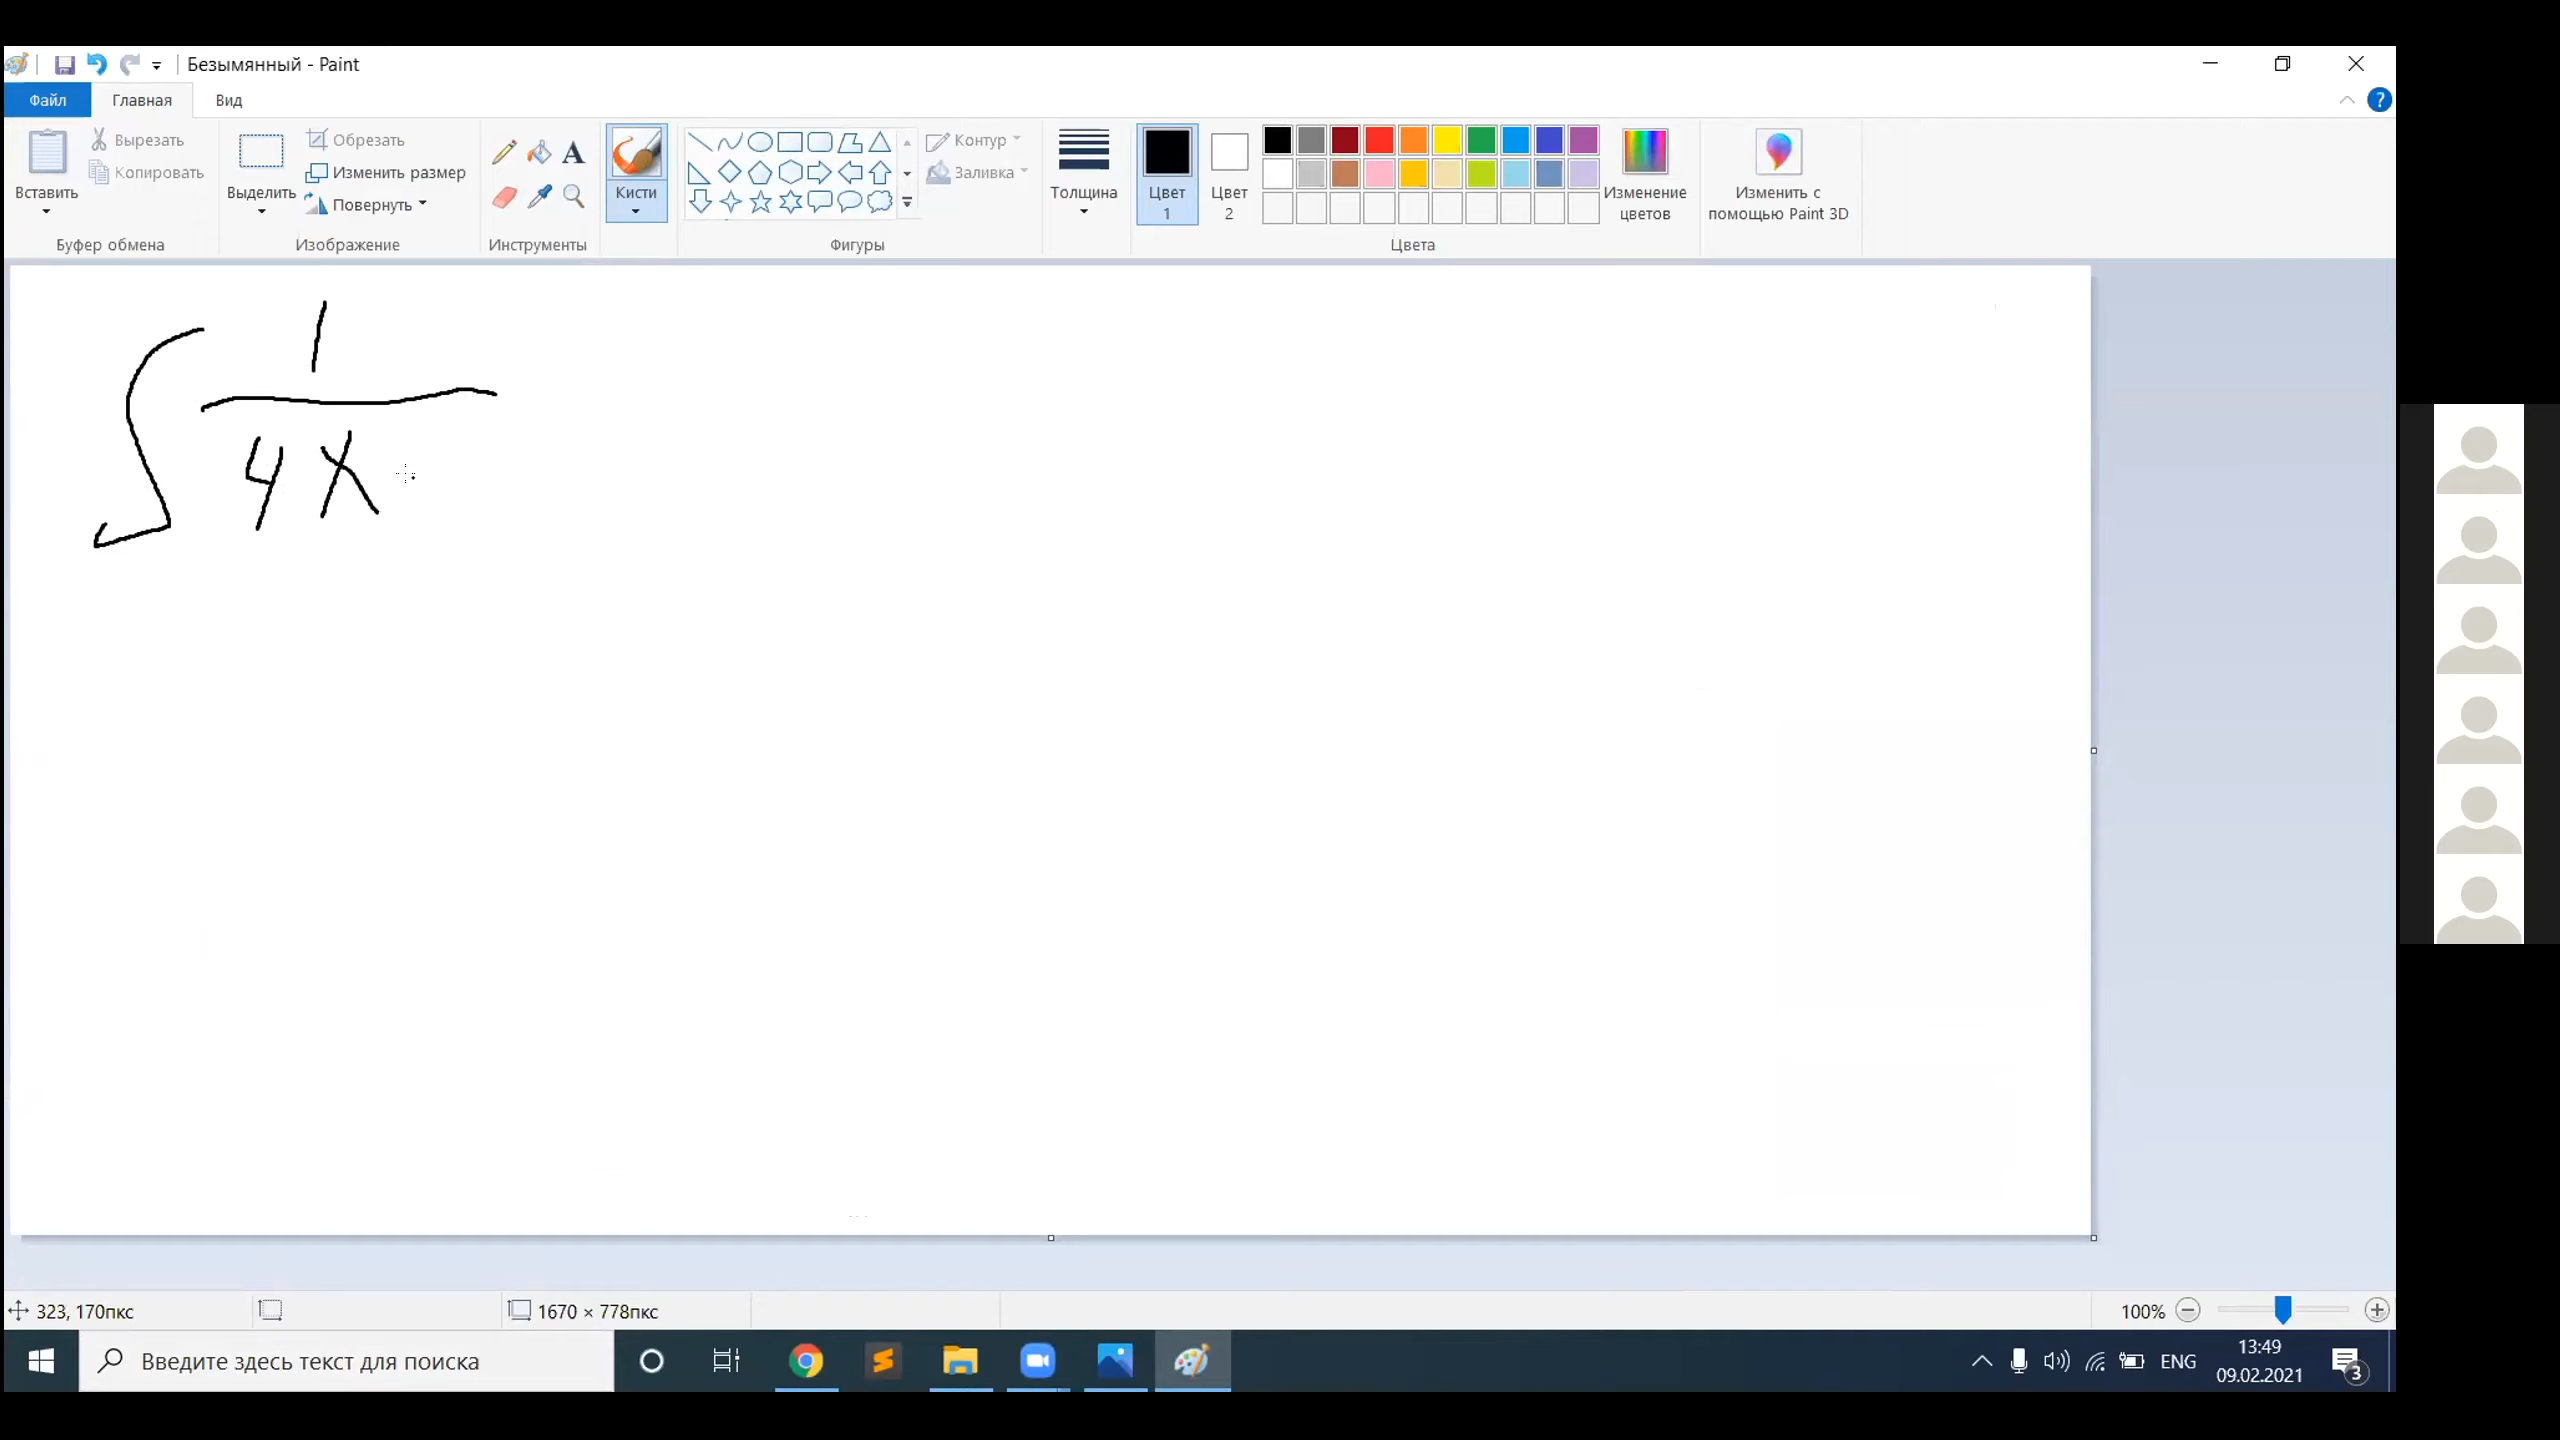 Безымянный - Paint
Файл Главная Вид
Вставить
Вырезать
Копировать
Буфер обмена
Выделить
Обрезать
Изменить размер
Повернуть
Изображение
A
Инструменты
Кисти
Контур
Заливка
Фигуры
Толщина
Цвет
1
Цвет
2
Изменение
цветов
Цвета
Изменить с
помощью Paint 3D
∫ 1
4 X
323, 170пкс
1670 × 778пкс
100%
Введите здесь текст для поиска
ENG
13:49
09.02.2021
3